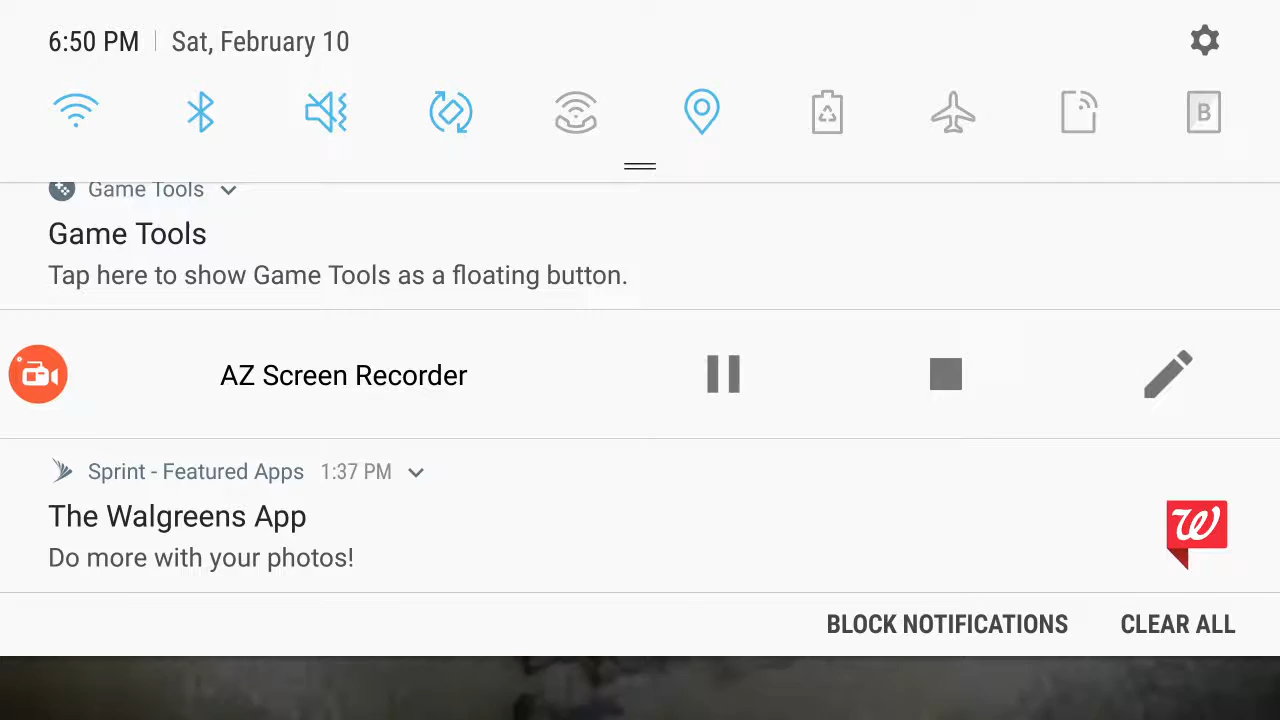 6:50 PM Sat, February 10
B
Game Tools
Game Tools
Tap here to show Game Tools as a floating button.
AZ Screen Recorder
Sprint - Featured Apps 1:37 PM
The Walgreens App
W
Do more with your photos!
BLOCK NOTIFICATIONS CLEAR ALL